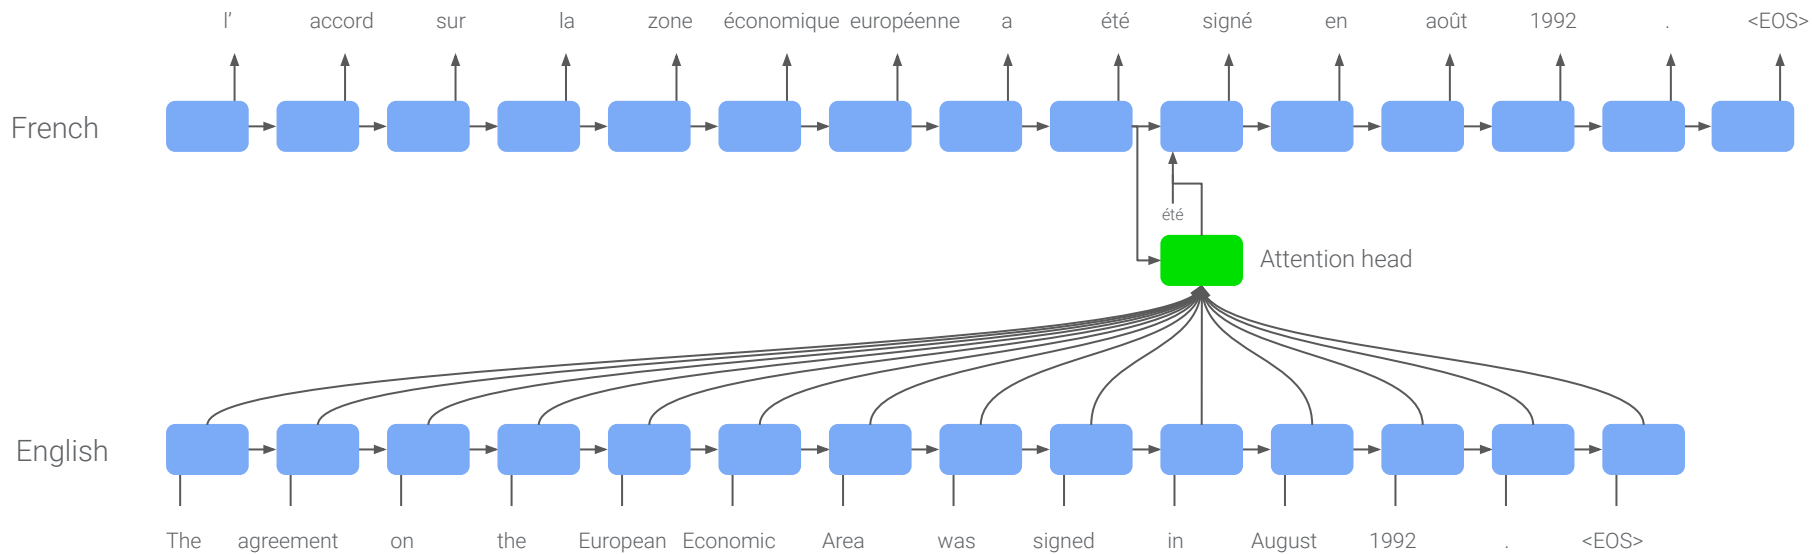 l’ accord sur la zone économique européenne a été signé en août 1992 . <EOS>
French
été
Attention head
English
The agreement on the European Economic Area was signed in August 1992 . <EOS>